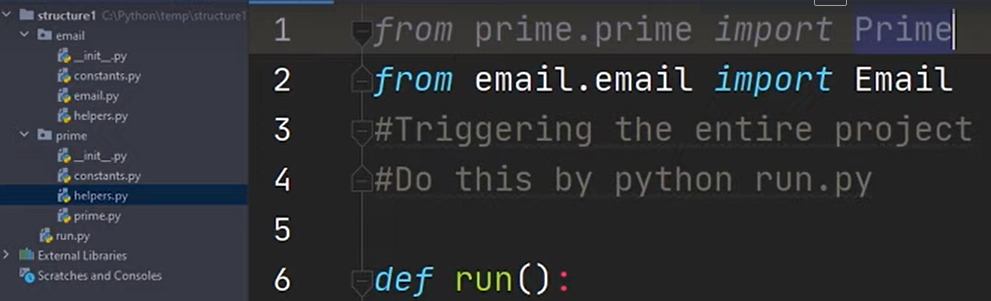 structure1 C:\Python\temp\structure1
email
__init__.py
constants.py
email.py
helpers.py
prime
__init__.py
constants.py
helpers.py
prime.py
run.py
External Libraries
Scratches and Consoles
1 from prime.prime import Prime
2 from email.email import Email
3 #Triggering the entire project
4 #Do this by python run.py
5
6 def run():